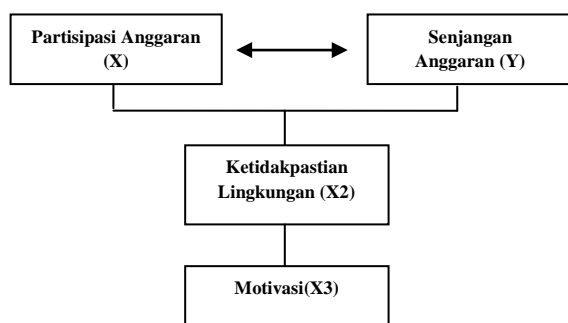 Partisipasi Anggaran
(X)
Senjangan
Anggaran (Y)
Ketidakpastian
Lingkungan (X2)
Motivasi(X3)